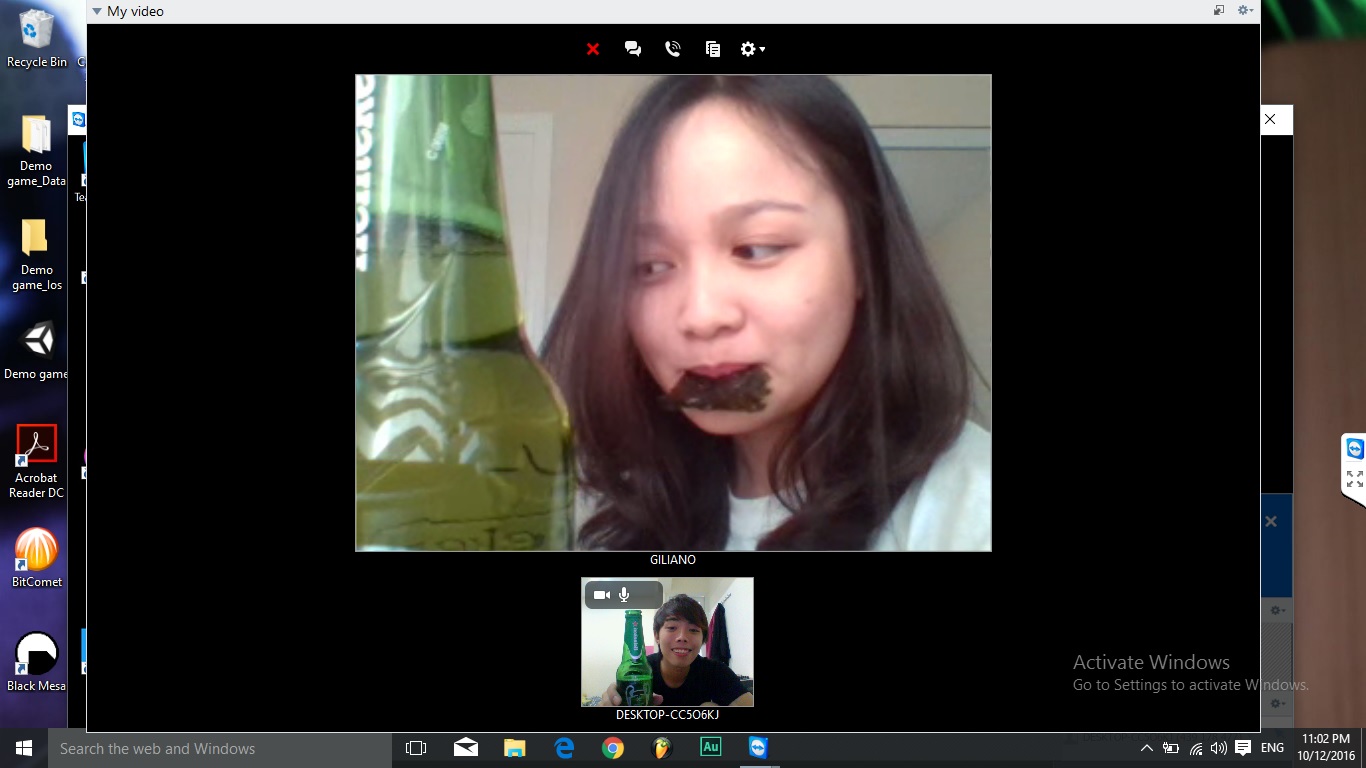 My video
Recycle Bin
C
Demo
game_Data
Demo
game_los
Demo game
Tea
Acrobat
Reader DC
BitComet
Black Mesa
GILIANO
DESKTOP-CC5O6KJ
Activate Windows
Go to Settings to activate Windows.
Search the web and Windows
Au
ENG
11:02 PM
10/12/2016